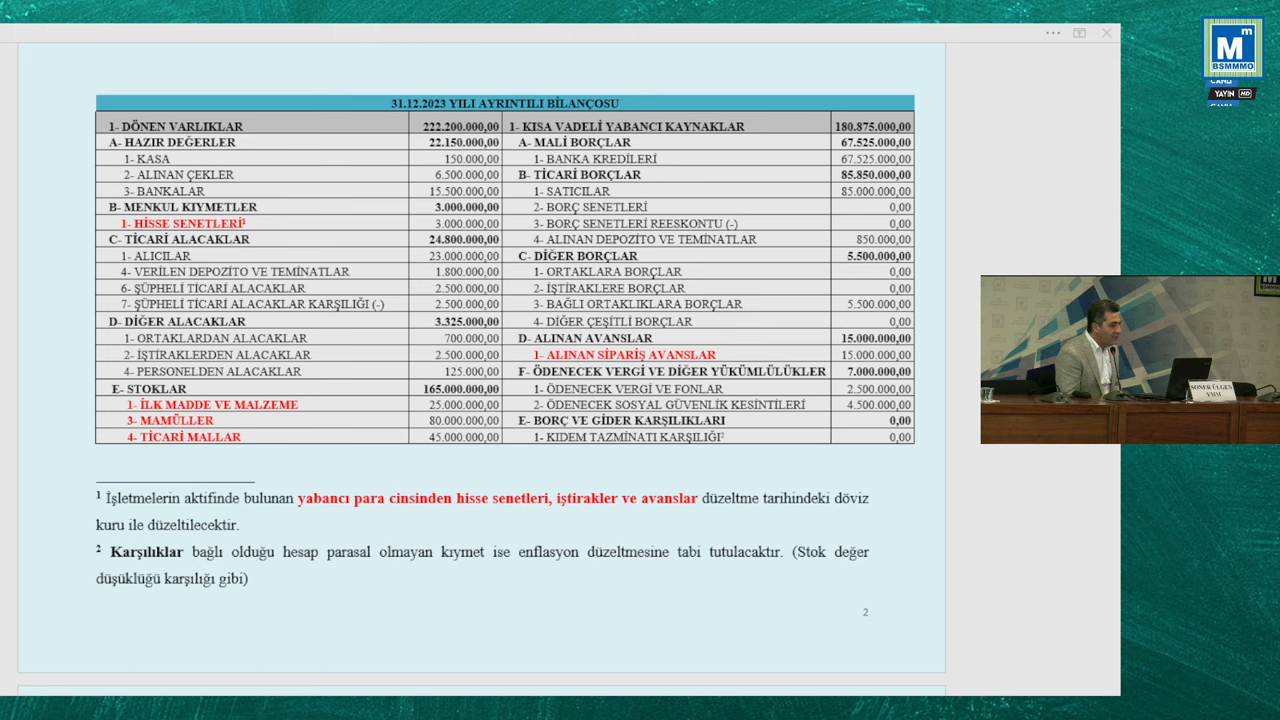 M m
BSMMMO
CANLI
YAYIN HD
31.12.2023 YILI AYRINTILI BİLANÇOSU
1- DÖNEN VARLIKLAR 222.200.000,00 1- KISA VADELİ YABANCI KAYNAKLAR 180.875.000,00
A- HAZIR DEĞERLER 22.150.000,00 A- MALİ BORÇLAR 67.525.000,00
1- KASA 150.000,00 1- BANKA KREDİLERİ 67.525.000,00
2- ALINAN ÇEKLER 6.500.000,00 B- TİCARİ BORÇLAR 85.850.000,00
3- BANKALAR 15.500.000,00 1- SATICILAR 85.000.000,00
B- MENKUL KIYMETLER 3.000.000,00 2- BORÇ SENETLERİ 0,00
1- HİSSE SENETLERİ¹ 3.000.000,00 3- BORÇ SENETLERİ REESKONTU (-) 0,00
C- TİCARİ ALACAKLAR 24.800.000,00 4- ALINAN DEPOZİTO VE TEMİNATLAR 850.000,00
1- ALICILAR 23.000.000,00 C- DİĞER BORÇLAR 5.500.000,00
4- VERİLEN DEPOZİTO VE TEMİNATLAR 1.800.000,00 1- ORTAKLARA BORÇLAR 0,00
6- ŞÜPHELİ TİCARİ ALACAKLAR 2.500.000,00 2- İŞTİRAKLERE BORÇLAR 0,00
7- ŞÜPHELİ TİCARİ ALACAKLAR KARŞILIĞI (-) 2.500.000,00 3- BAĞLI ORTAKLIKLARA BORÇLAR 5.500.000,00
D- DİĞER ALACAKLAR 3.325.000,00 4- DİĞER ÇEŞİTLİ BORÇLAR 0,00
1- ORTAKLARDAN ALACAKLAR 700.000,00 D- ALINAN AVANSLAR 15.000.000,00
2- İŞTİRAKLERDEN ALACAKLAR 2.500.000,00 1- ALINAN SİPARİŞ AVANSLAR 15.000.000,00
4- PERSONELDEN ALACAKLAR 125.000,00 F- ÖDENECEK VERGİ VE DİĞER YÜKÜMLÜLÜKLER 7.000.000,00
E- STOKLAR 165.000.000,00 1- ÖDENECEK VERGİ VE FONLAR 2.500.000,00
1- İLK MADDE VE MALZEME 25.000.000,00 2- ÖDENECEK SOSYAL GÜVENLİK KESİNTİLERİ 4.500.000,00
3- MAMÜLLER 80.000.000,00 E- BORÇ VE GİDER KARŞILIKLARI 0,00
4- TİCARİ MALLAR 45.000.000,00 1- KIDEM TAZMİNATI KARŞILIĞI² 0,00
¹ İşletmelerin aktifinde bulunan yabancı para cinsinden hisse senetleri, iştirakler ve avanslar düzeltme tarihindeki döviz
kuru ile düzeltilecektir.
² Karşılıklar bağlı olduğu hesap parasal olmayan kıymet ise enflasyon düzeltmesine tabi tutulacaktır. (Stok değer
düşüklüğü karşılığı gibi)
2
SONER ÜLGEN
YMM